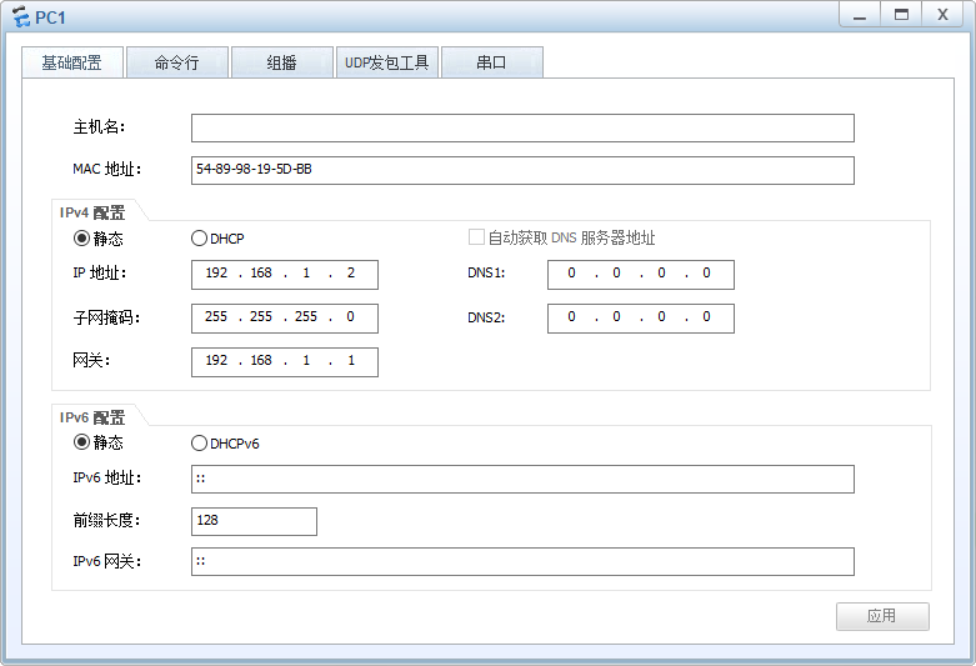 PC1
X
基础配置 命令行 组播 UDP发包工具 串口
主机名：
MAC 地址： 54-89-98-19-5D-BB
IPv4 配置
静态 DHCP 自动获取 DNS 服务器地址
IP 地址： 192 . 168 . 1 . 2 DNS1: 0 . 0 . 0 . 0
子网掩码： 255 . 255 . 255 . 0 DNS2: 0 . 0 . 0 . 0
网关： 192 . 168 . 1 . 1
IPv6 配置
静态 DHCPv6
IPv6 地址： ::
前缀长度： 128
IPv6 网关： ::
应用